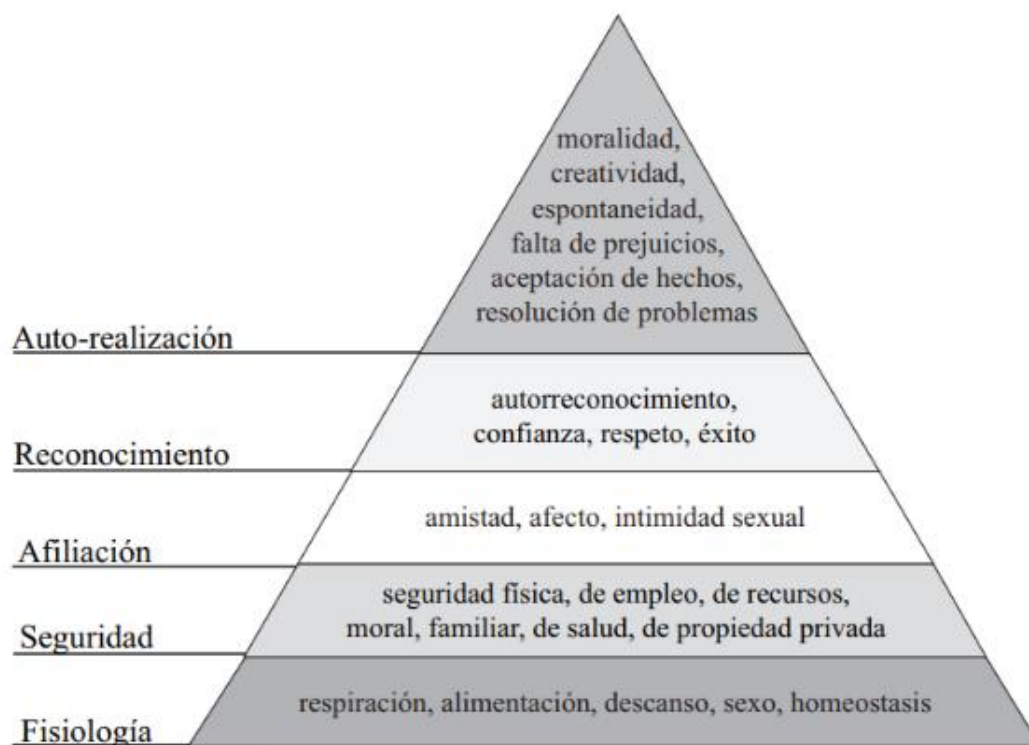 moralidad,
creatividad,
espontaneidad,
falta de prejuicios,
aceptación de hechos,
resolución de problemas
Auto-realización
autorreconocimiento,
confianza, respeto, éxito
Reconocimiento
amistad, afecto, intimidad sexual
Afiliación
seguridad física, de empleo, de recursos,
moral, familiar, de salud, de propiedad privada
Seguridad
respiración, alimentación, descanso, sexo, homeostasis
Fisiología